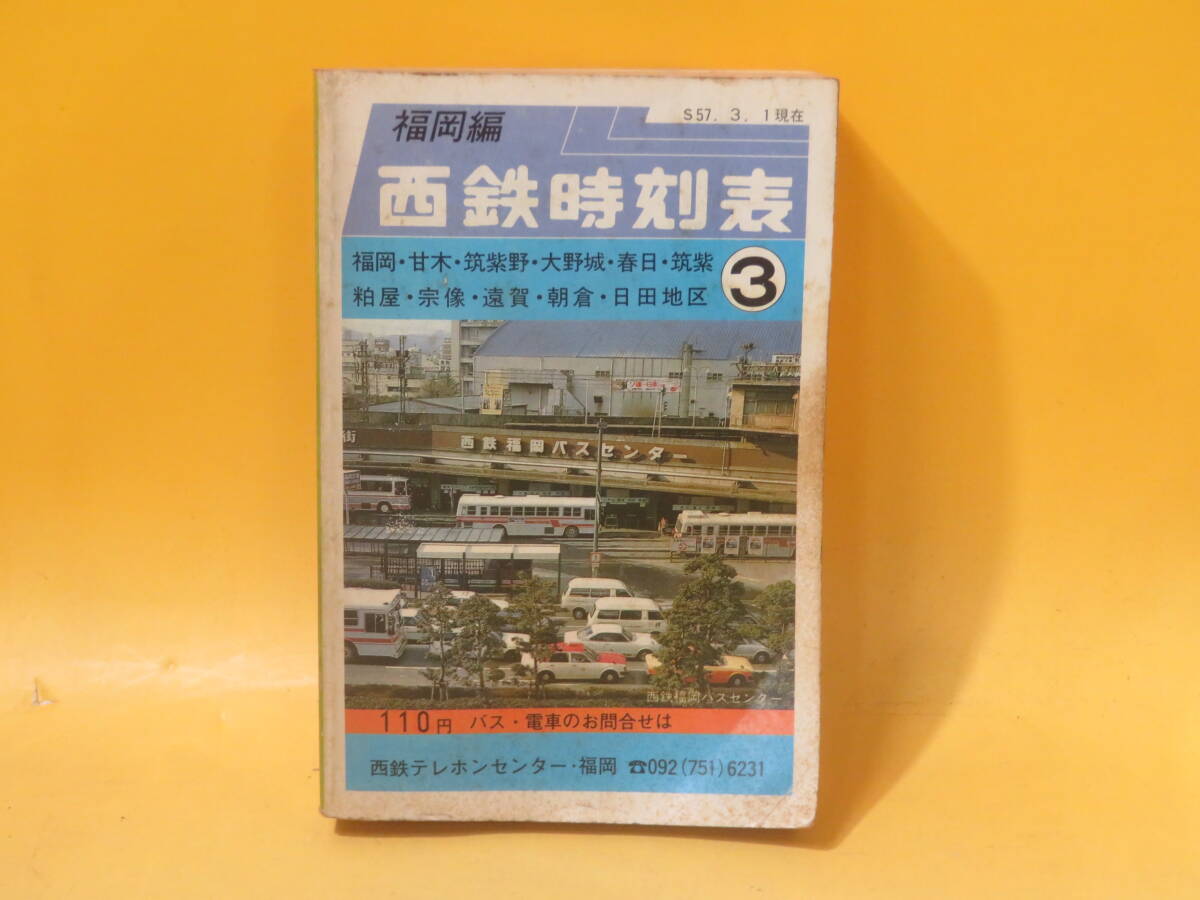 福岡編
S57. 3. 1現在
西鉄時刻表
福岡・甘木・筑紫野・大野城・春日・筑紫
粕屋・宗像・遠賀・朝倉・日田地区
3
街
西鉄福岡バスセンター
西鉄福岡バスセンター
110円 バス・電車のお問合せは
西鉄テレホンセンター・福岡 ☎092(751)6231